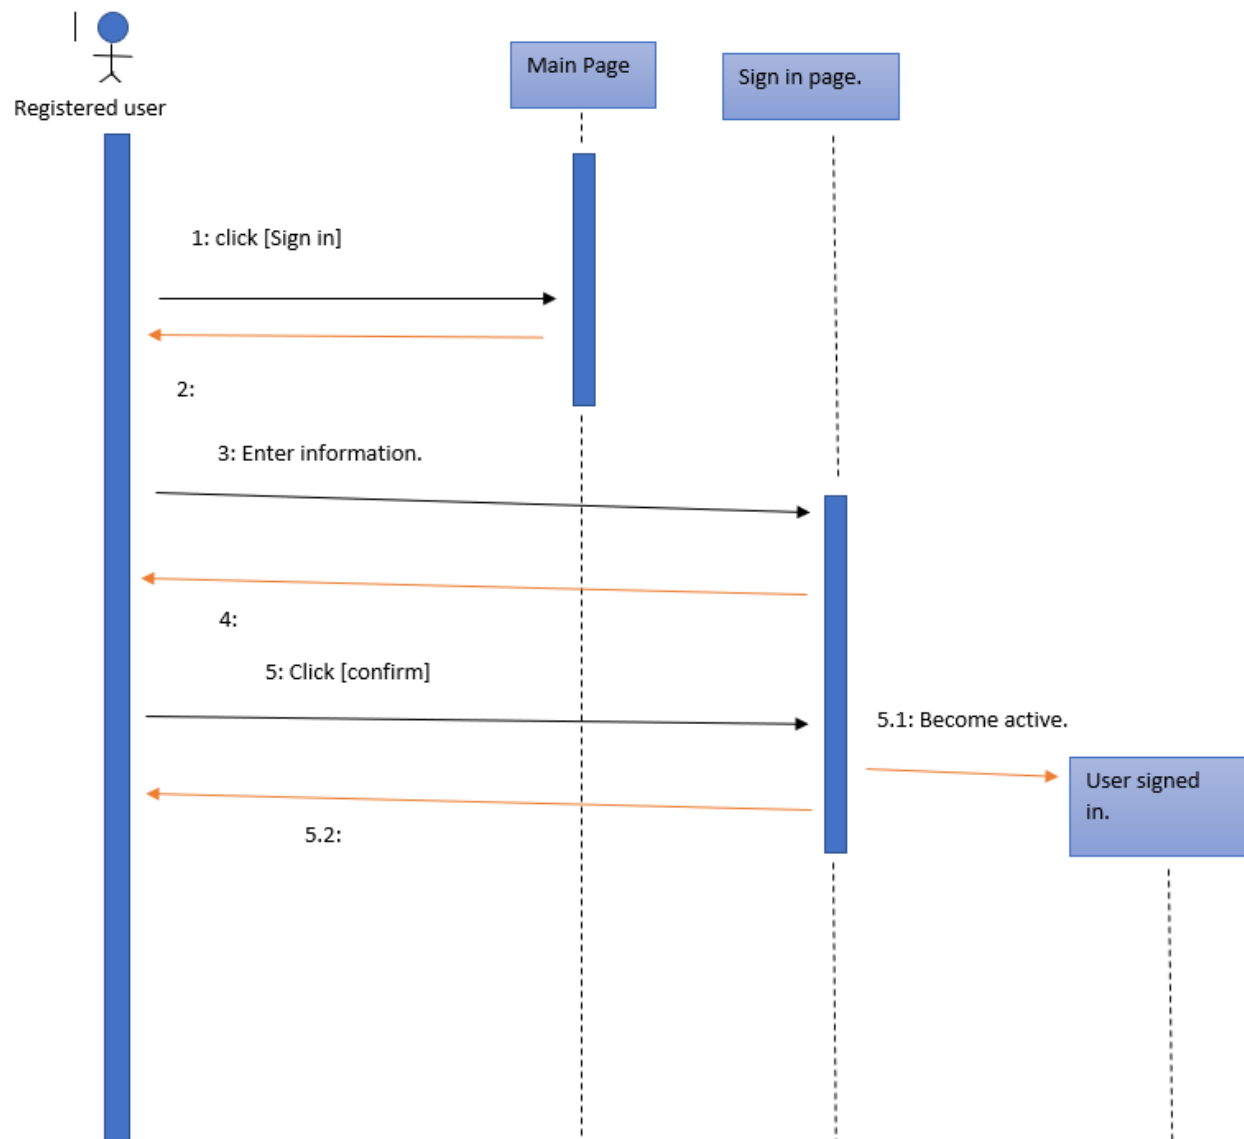 Main Page
Sign in page.
Registered user
1: click [Sign in]
2:
3: Enter information.
4:
5: Click [confirm]
5.1: Become active.
User signed
in.
5.2: